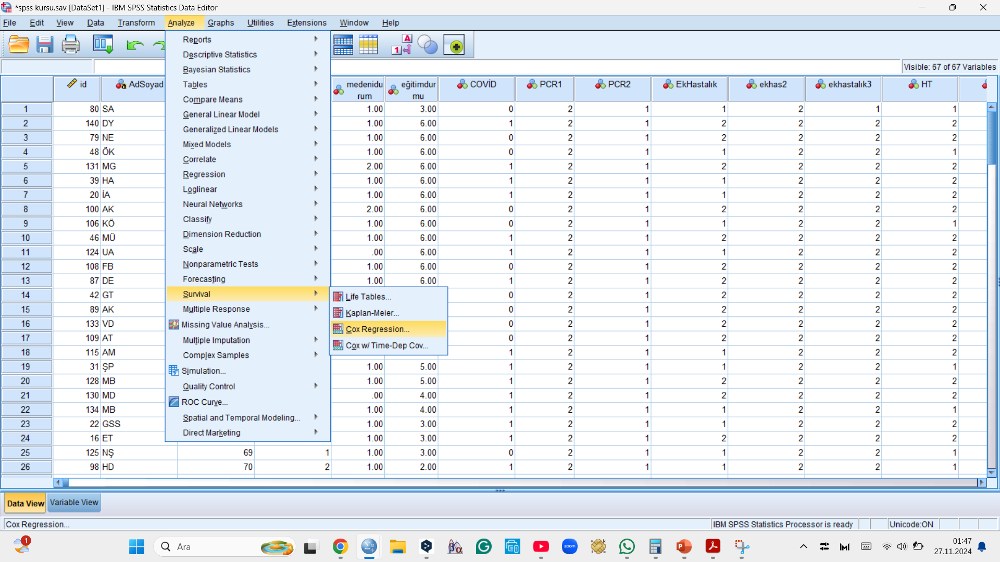 *spss kursu.sav [DataSet1] - IBM SPSS Statistics Data Editor
File Edit View Data Transform Analyze Graphs Utilities Extensions Window Help
Visible: 67 of 67 Variables
Reports
Descriptive Statistics
Bayesian Statistics
Tables
Compare Means
General Linear Model
Generalized Linear Models
Mixed Models
Correlate
Regression
Loglinear
Neural Networks
Classify
Dimension Reduction
Scale
Nonparametric Tests
Forecasting
Survival
Multiple Response
Missing Value Analysis...
Multiple Imputation
Complex Samples
Simulation...
Quality Control
ROC Curve...
Spatial and Temporal Modeling...
Direct Marketing
Life Tables...
Kaplan-Meier...
Cox Regression...
Cox w/ Time-Dep Cov...
id AdSoyad medenidurum eğitimdurmu COVİD PCR1 PCR2 EkHastalık ekhas2 ekhastalık3 HT
1 80 SA 1.00 3.00 0 2 1 1 2 1 1
2 140 DY 1.00 6.00 1 2 1 2 2 2 2
3 79 NE 1.00 6.00 0 2 1 2 2 2 2
4 48 ÖK 1.00 6.00 0 2 1 1 2 2 1
5 131 MG 2.00 6.00 1 2 1 2 2 2 2
6 39 HA 1.00 6.00 1 2 1 1 2 2 2
7 20 İA 1.00 6.00 1 2 1 1 2 2 2
8 100 AK 2.00 6.00 0 2 1 2 2 2 2
9 106 KÖ 1.00 6.00 0 2 1 1 2 2 1
10 46 MÜ 1.00 6.00 1 2 1 2 2 2 2
11 124 UA .00 6.00 1 2 1 1 2 2 2
12 108 FB 1.00 6.00 0 2 1 2 2 2 2
13 87 DE 1.00 6.00 1 2 1 2 2 2 2
14 42 GT 0 2 1 2 2 2 2
15 89 AK 0 2 1 2 2 2 2
16 133 VD 0 2 1 2 2 2 2
17 109 AT 0 2 1 2 2 2 2
18 115 AM 1 2 1 1 2 2 2
19 31 ŞP 1.00 5.00 1 2 1 1 2 2 1
20 128 MB 1.00 5.00 1 2 1 2 2 2 2
21 130 MD .00 4.00 1 2 1 2 2 2 2
22 134 MB 1.00 4.00 1 2 1 1 2 2 1
23 22 GSS 1.00 3.00 1 2 1 1 2 2 2
24 16 ET 1.00 3.00 1 2 1 2 2 2 2
25 125 NŞ 69 1 1.00 3.00 0 2 1 1 2 2 1
26 98 HD 70 2 1.00 2.00 1 2 1 1 2 2 1
Data View Variable View
Cox Regression... IBM SPSS Statistics Processor is ready Unicode:ON
1 Ara zoom 01:47
27.11.2024